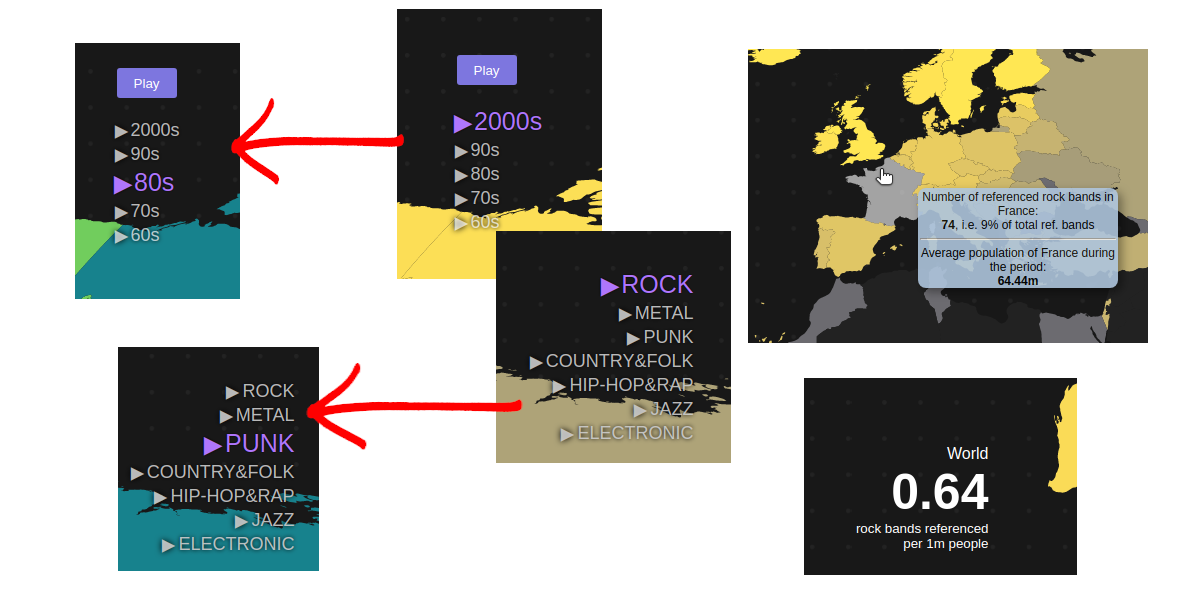 Play
▶2000s
▶90s
▶80s
▶70s
▶60s
Play
▶2000s
▶90s
▶80s
▶70s
▶60s
▶ROCK
▶METAL
▶PUNK
▶COUNTRY&FOLK
▶HIP-HOP&RAP
▶JAZZ
▶ELECTRONIC
▶ROCK
▶METAL
▶PUNK
▶COUNTRY&FOLK
▶HIP-HOP&RAP
▶JAZZ
▶ELECTRONIC
Number of referenced rock bands in
France:
74, i.e. 9% of total ref. bands
Average population of France during
the period:
64.44m
World
0.64
rock bands referenced
per 1m people